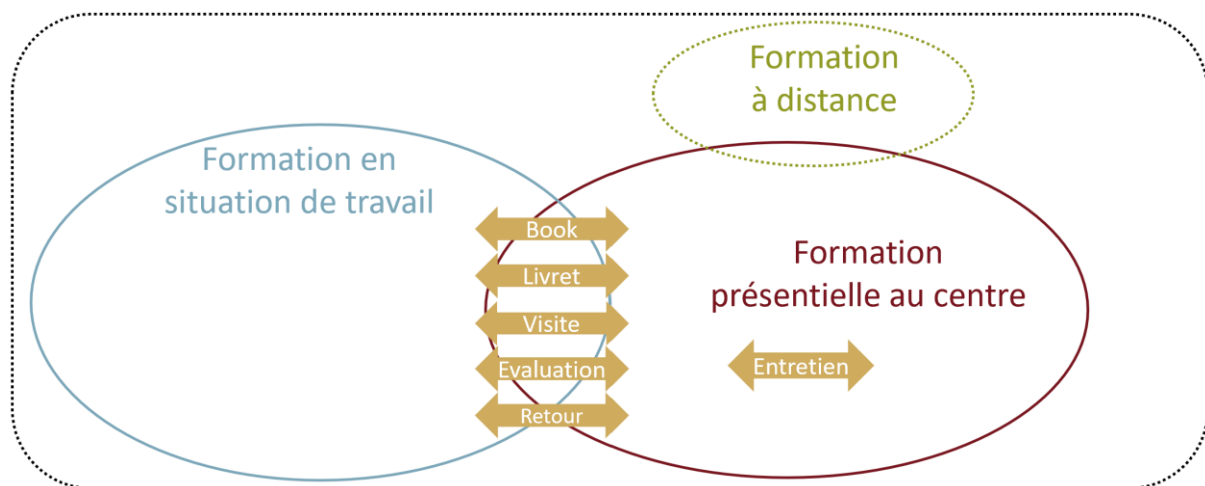 Formation
à distance
Formation en
situation de travail
Book
Livret
Visite
Evaluation
Retour
Formation
présentielle au centre
Entretien